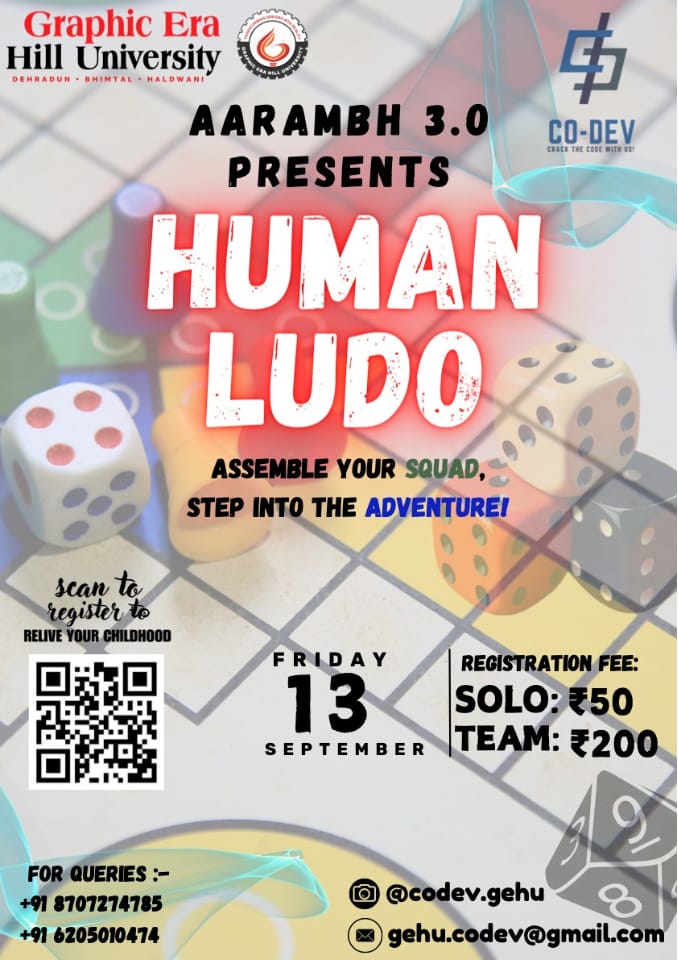 Graphic Era
Hill University
DEHRADUN • BHIMTAL • HALDWANI
CO-DEV
CRACK THE CODE WITH US!
AARAMBH 3.0
PRESENTS
HUMAN
LUDO
ASSEMBLE YOUR SQUAD,
STEP INTO THE ADVENTURE!
scan to
register to
RELIVE YOUR CHILDHOOD
FRIDAY
13
SEPTEMBER
REGISTRATION FEE:
SOLO: ₹50
TEAM: ₹200
FOR QUERIES :-
+91 8707274785
+91 6205010474
@codev.gehu
gehu.codev@gmail.com